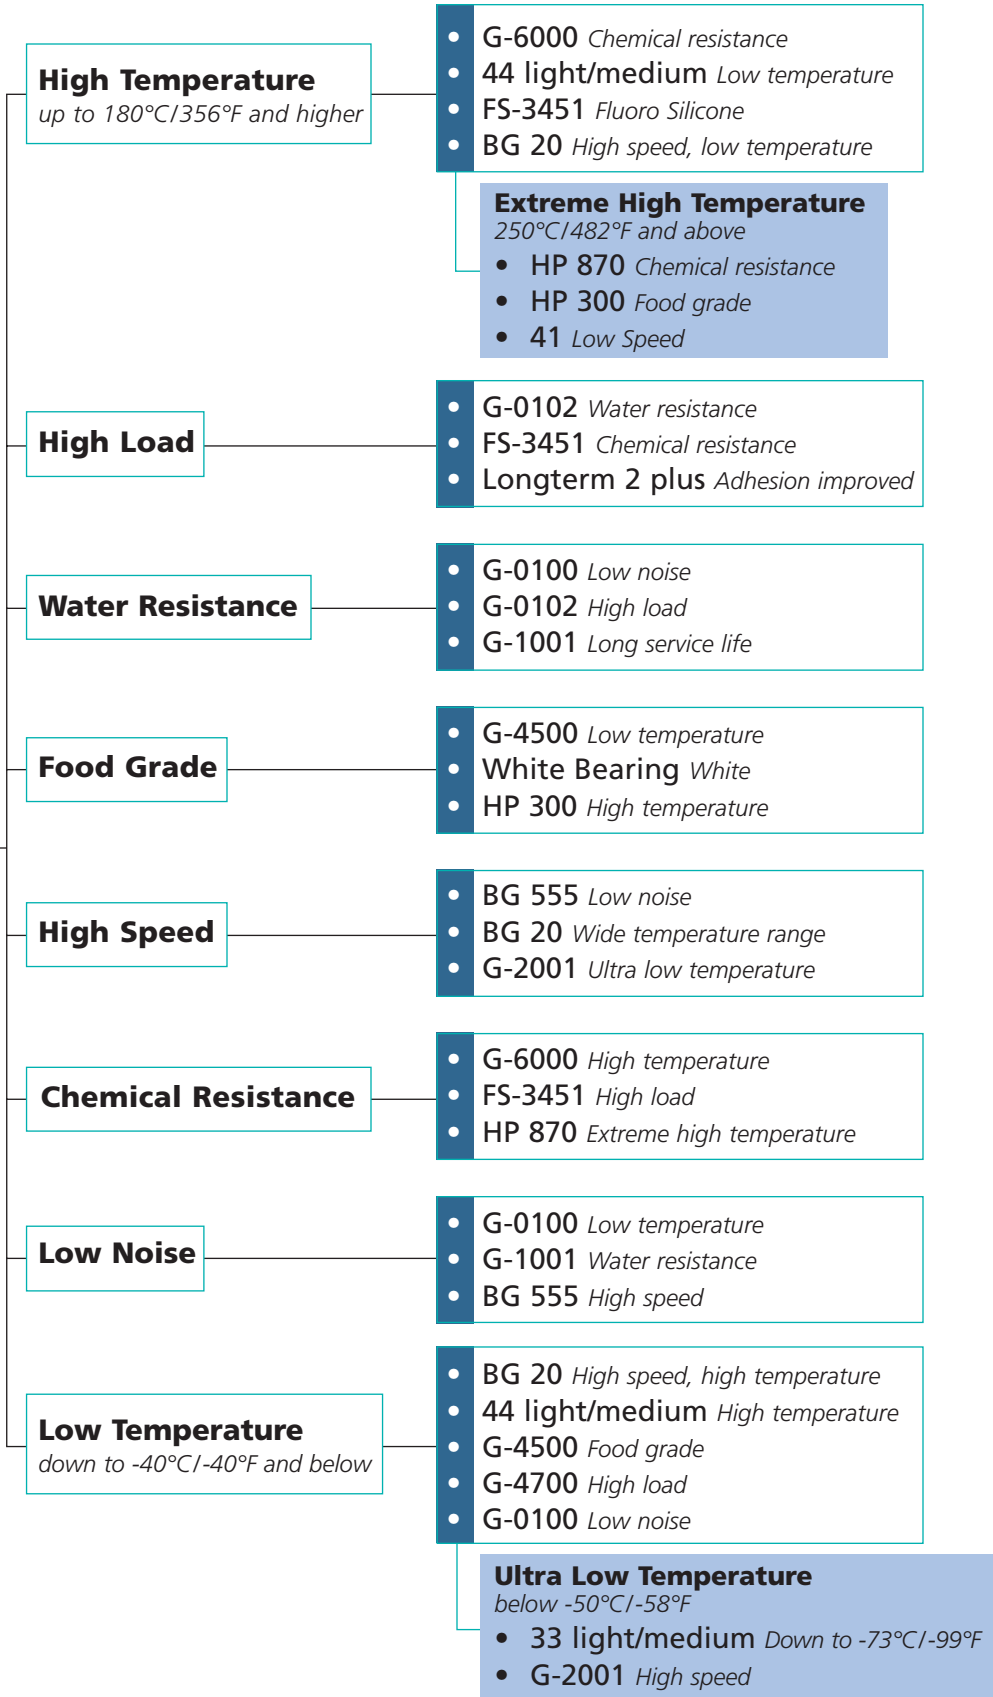 High Temperature
up to 180°C/356°F and higher
• G-6000 Chemical resistance
• 44 light/medium Low temperature
• FS-3451 Fluoro Silicone
• BG 20 High speed, low temperature
Extreme High Temperature
250°C/482°F and above
• HP 870 Chemical resistance
• HP 300 Food grade
• 41 Low Speed
High Load
• G-0102 Water resistance
• FS-3451 Chemical resistance
• Longterm 2 plus Adhesion improved
Water Resistance
• G-0100 Low noise
• G-0102 High load
• G-1001 Long service life
Food Grade
• G-4500 Low temperature
• White Bearing White
• HP 300 High temperature
High Speed
• BG 555 Low noise
• BG 20 Wide temperature range
• G-2001 Ultra low temperature
Chemical Resistance
• G-6000 High temperature
• FS-3451 High load
• HP 870 Extreme high temperature
Low Noise
• G-0100 Low temperature
• G-1001 Water resistance
• BG 555 High speed
Low Temperature
down to -40°C/-40°F and below
• BG 20 High speed, high temperature
• 44 light/medium High temperature
• G-4500 Food grade
• G-4700 High load
• G-0100 Low noise
Ultra Low Temperature
below -50°C/-58°F
• 33 light/medium Down to -73°C/-99°F
• G-2001 High speed